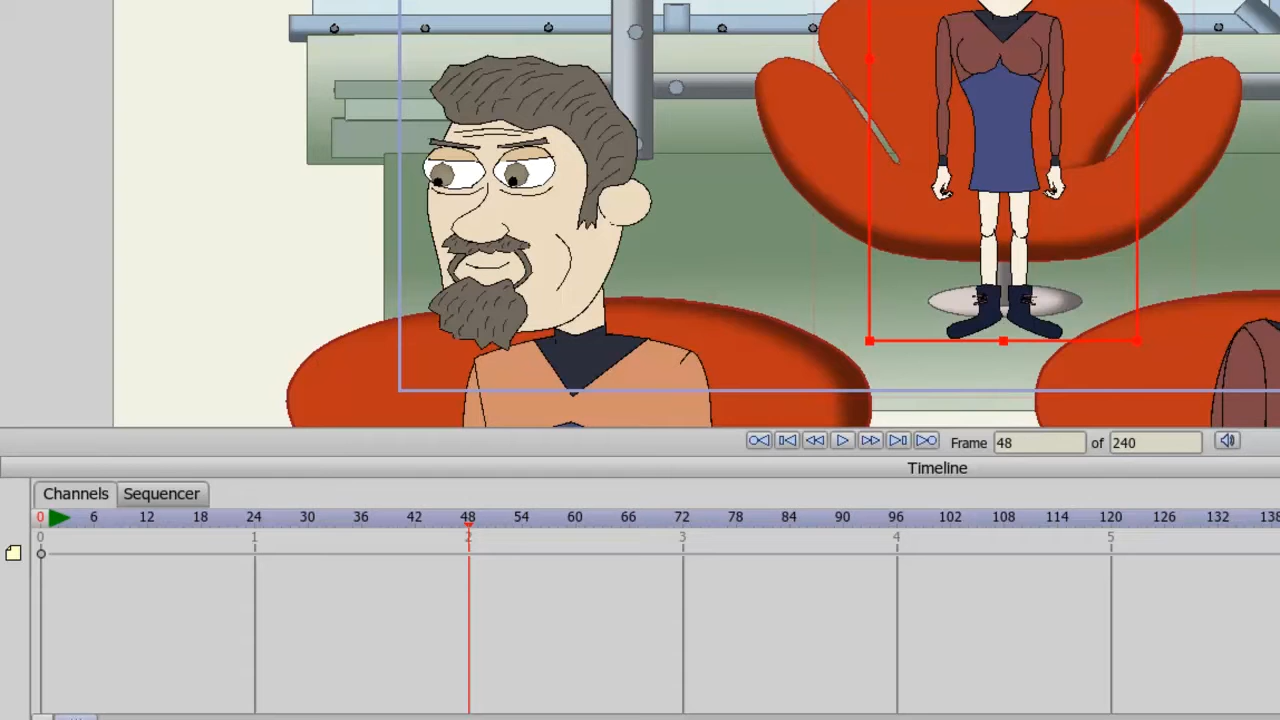 Frame 48 of 240
Timeline
Channels Sequencer
0 6 12 18 24 30 36 42 48 54 60 66 72 78 84 90 96 102 108 114 120 126 132 138
0 1 2 3 4 5